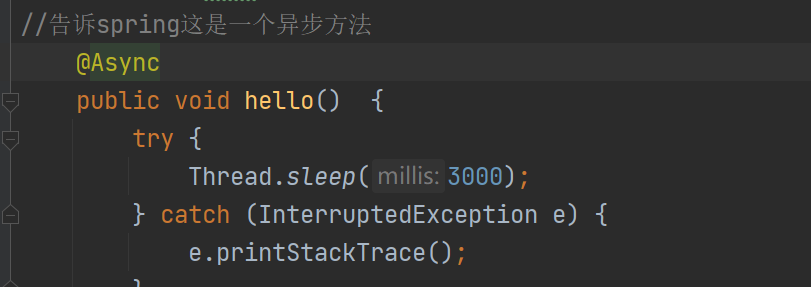 //告诉spring这是一个异步方法
@Async
public void hello()  {
try {
Thread.sleep( millis: 3000);
} catch (InterruptedException e) {
e.printStackTrace();
}